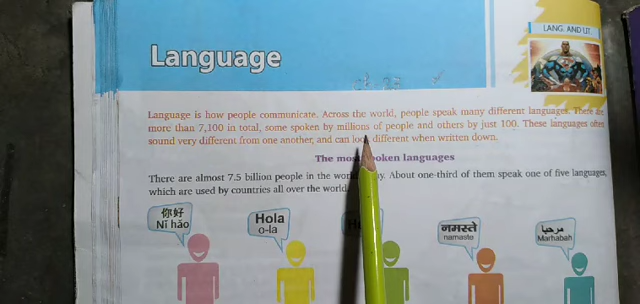 LANG. AND LIT.
Language
Language is how people communicate. Across the world, people speak many different languages. There are
more than 7,100 in total, some spoken by millions of people and others by just 100. These languages often
sound very different from one another, and can look different when written down.
The most spoken languages
There are almost 7.5 billion people in the world today. About one-third of them speak one of five languages,
which are used by countries all over the world.
你好
Nǐ hǎo
Hola
o-la
नमस्ते
namaste
مرحبا
Marhabah